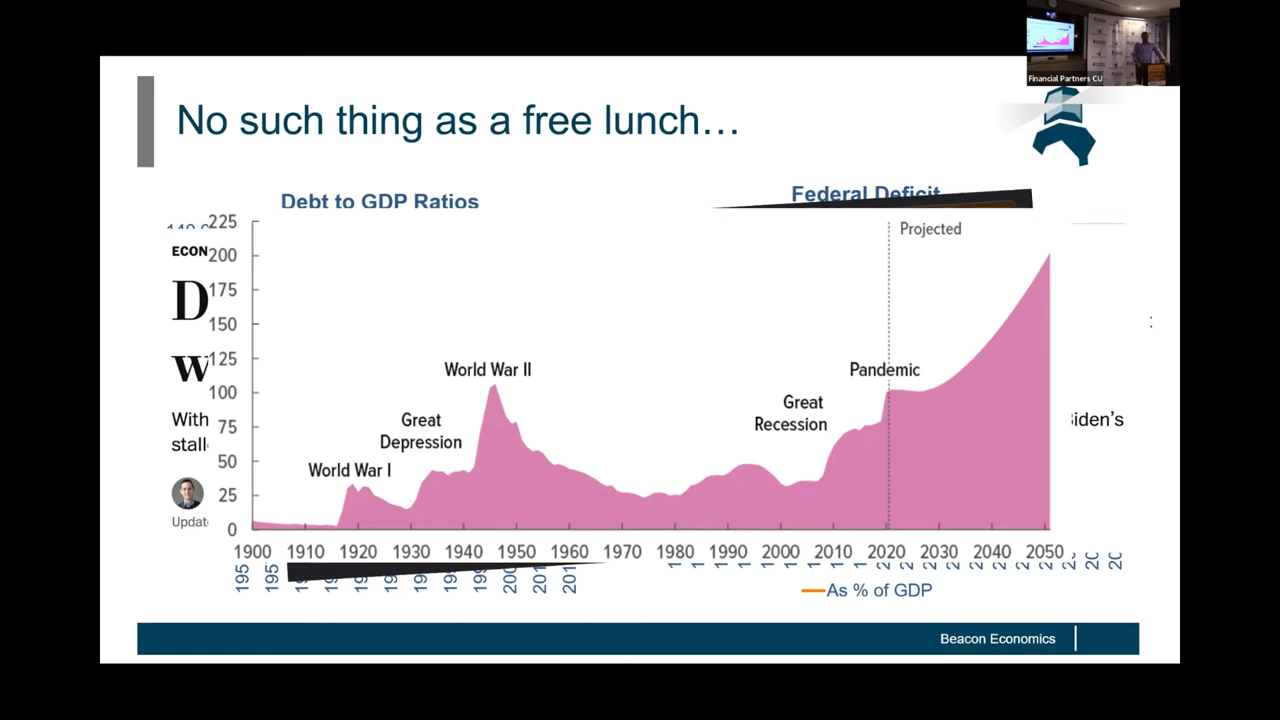 Financial Partners CU
No such thing as a free lunch…
Debt to GDP Ratios
Federal Deficit
225
Projected
ECON
200
D
175
150
w
125
World War II
Pandemic
100
Great
Recession
With
Biden’s
stall
75
Great
Depression
50
World War I
25
Updat
0
1900 1910 1920 1930 1940 1950 1960 1970 1980 1990 2000 2010 2020 2030 2040 2050
As % of GDP
Beacon Economics